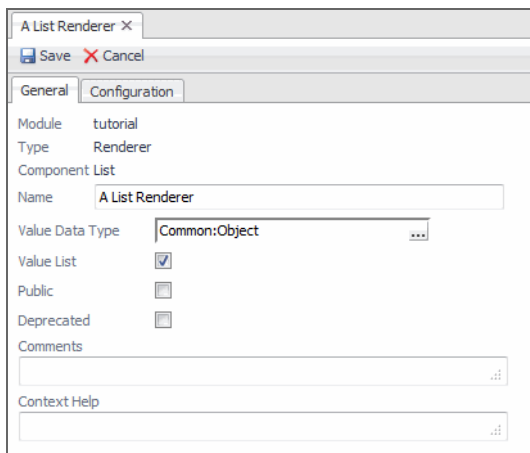 A List Renderer
Save Cancel
General Configuration
Module tutorial
Type Renderer
Component List
Name A List Renderer
Value Data Type Common:Object ...
Value List
Public
Deprecated
Comments
Context Help